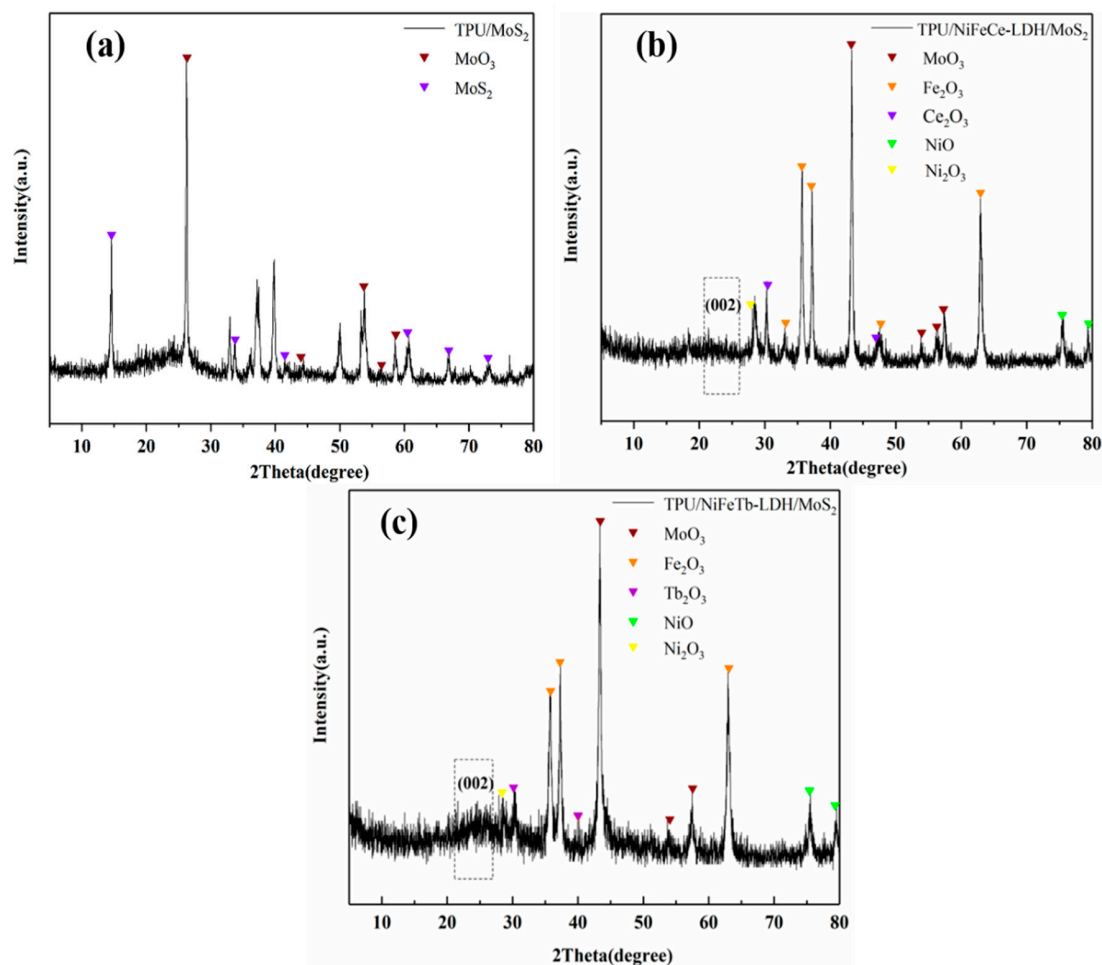 (a)
TPU/MoS₂
MoO₃
MoS₂
Intensity(a.u.)
10 20 30 40 50 60 70 80
2Theta(degree)
(b)
TPU/NiFeCe-LDH/MoS₂
MoO₃
Fe₂O₃
Ce₂O₃
NiO
Ni₂O₃
(002)
Intensity(a.u.)
10 20 30 40 50 60 70 80
2Theta(degree)
(c)
TPU/NiFeTb-LDH/MoS₂
MoO₃
Fe₂O₃
Tb₂O₃
NiO
Ni₂O₃
(002)
Intensity(a.u.)
10 20 30 40 50 60 70 80
2Theta(degree)